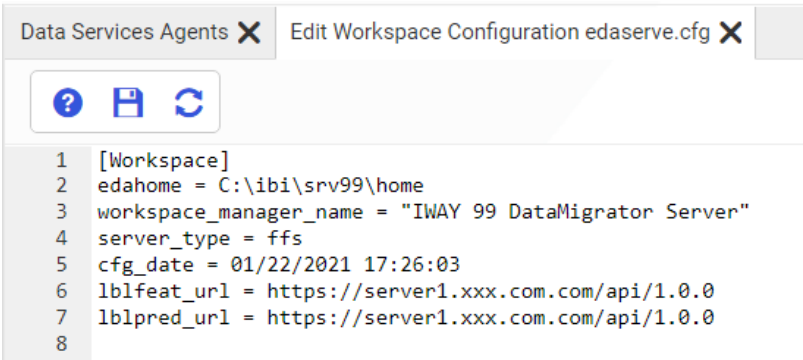 Data Services Agents Edit Workspace Configuration edaserve.cfg
1 [Workspace]
2 edahome = C:\ibi\srv99\home
3 workspace_manager_name = "IWAY 99 DataMigrator Server"
4 server_type = ffs
5 cfg_date = 01/22/2021 17:26:03
6 lblfeat_url = https://server1.xxx.com.com/api/1.0.0
7 lblpred_url = https://server1.xxx.com.com/api/1.0.0
8